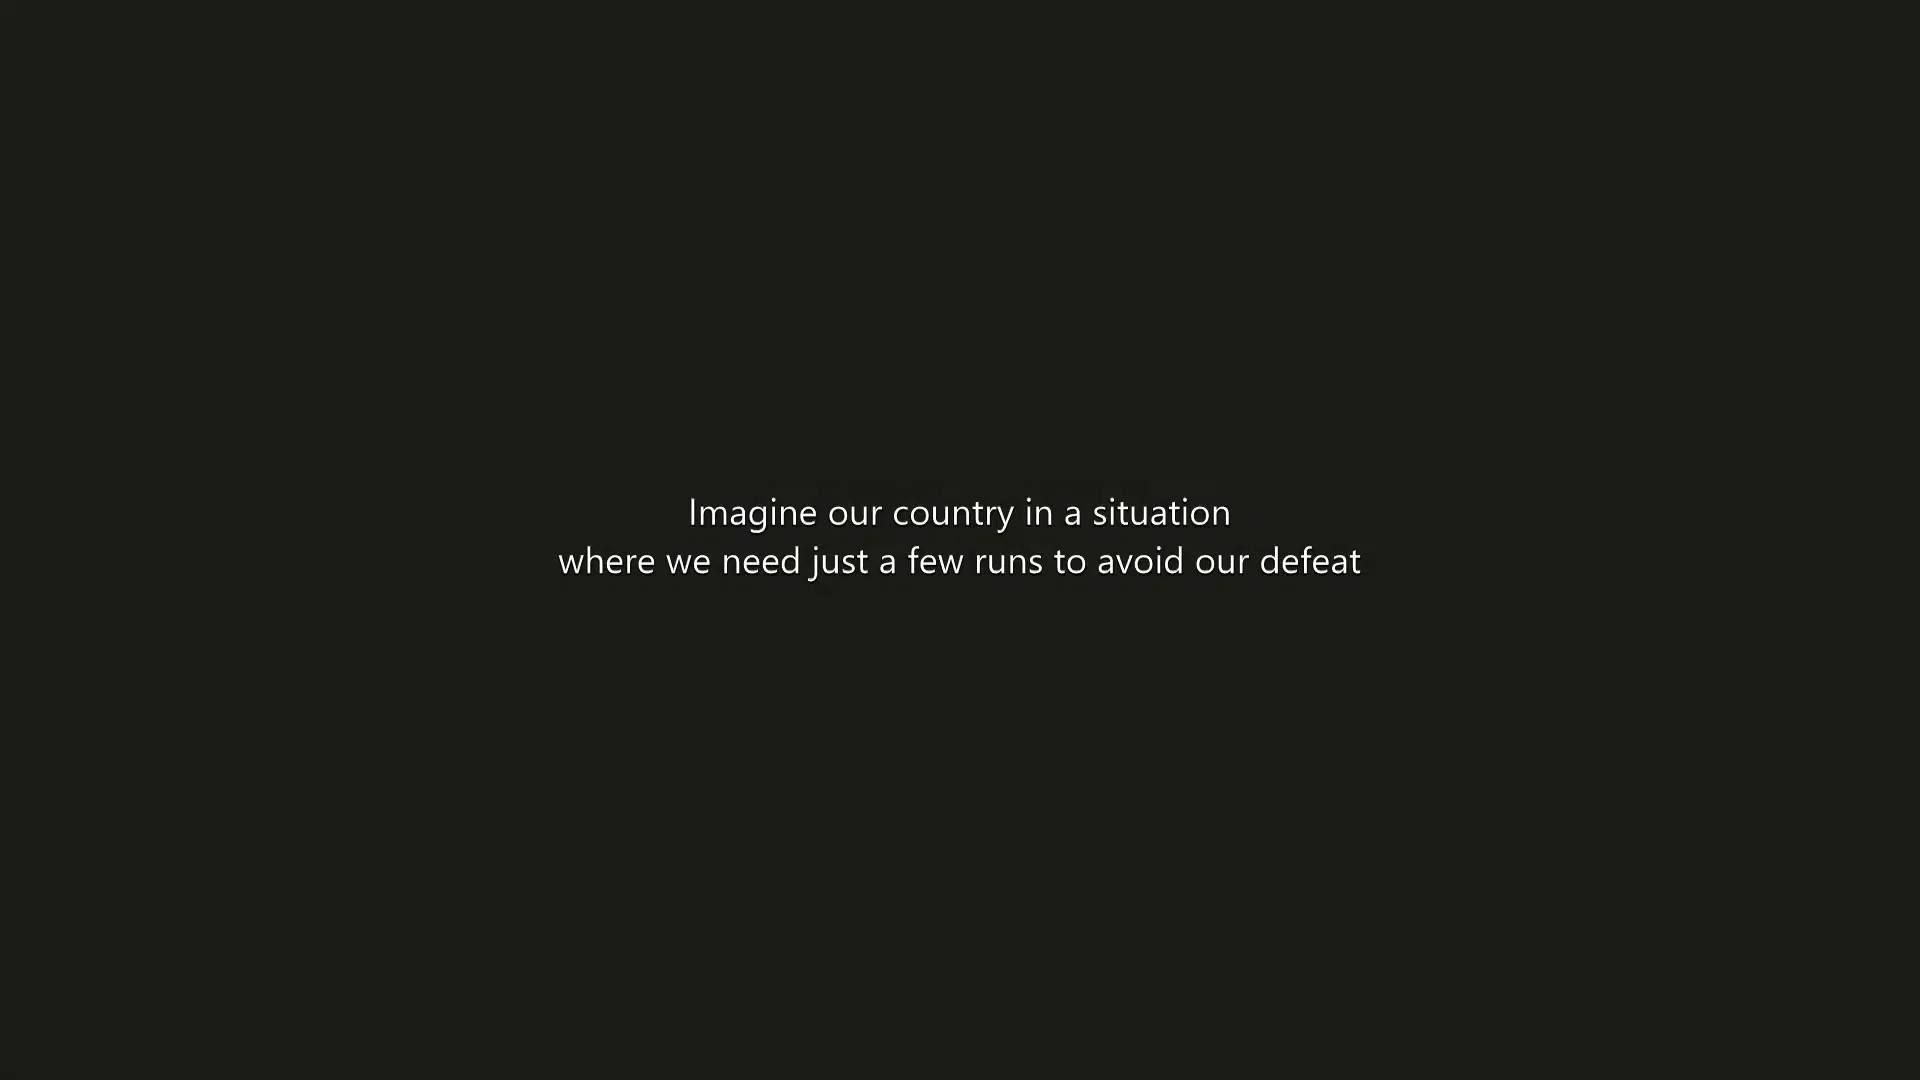 Imagine our country in a situation
where we need just a few runs to avoid our defeat